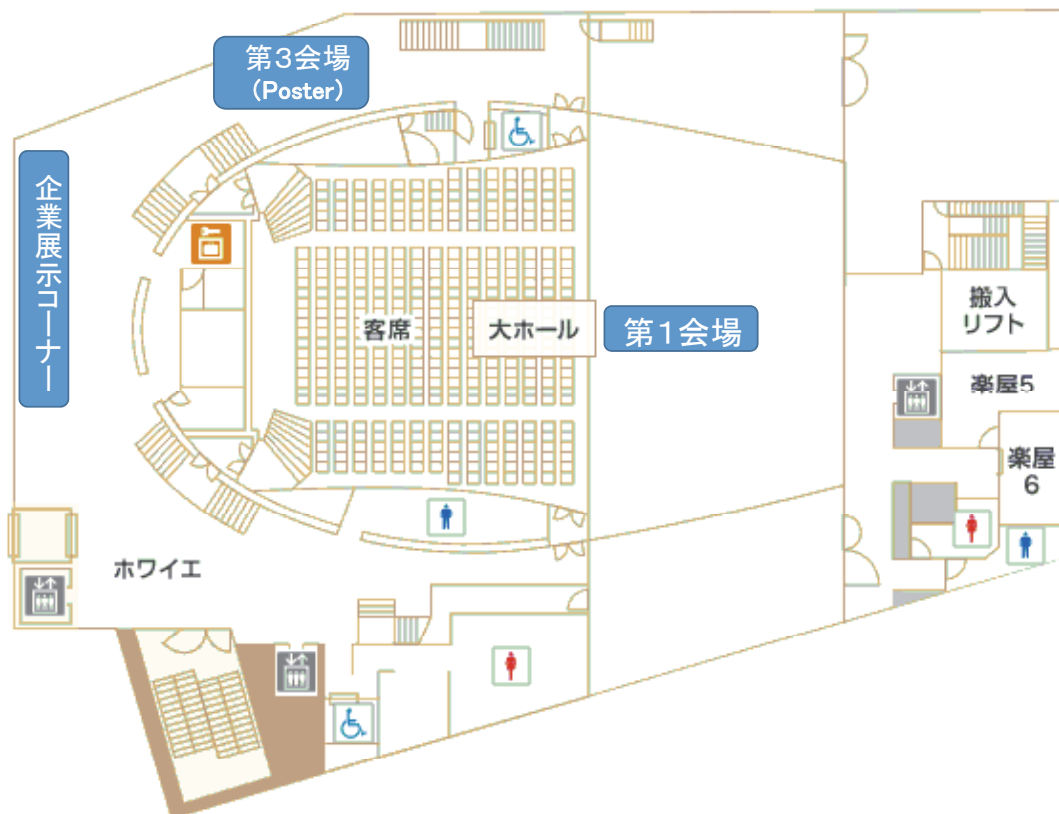 第3会場
（Poster）
企業展示コーナー
客席
大ホール
第１会場
搬入
リフト
楽屋5
楽屋
6
ホワイエ